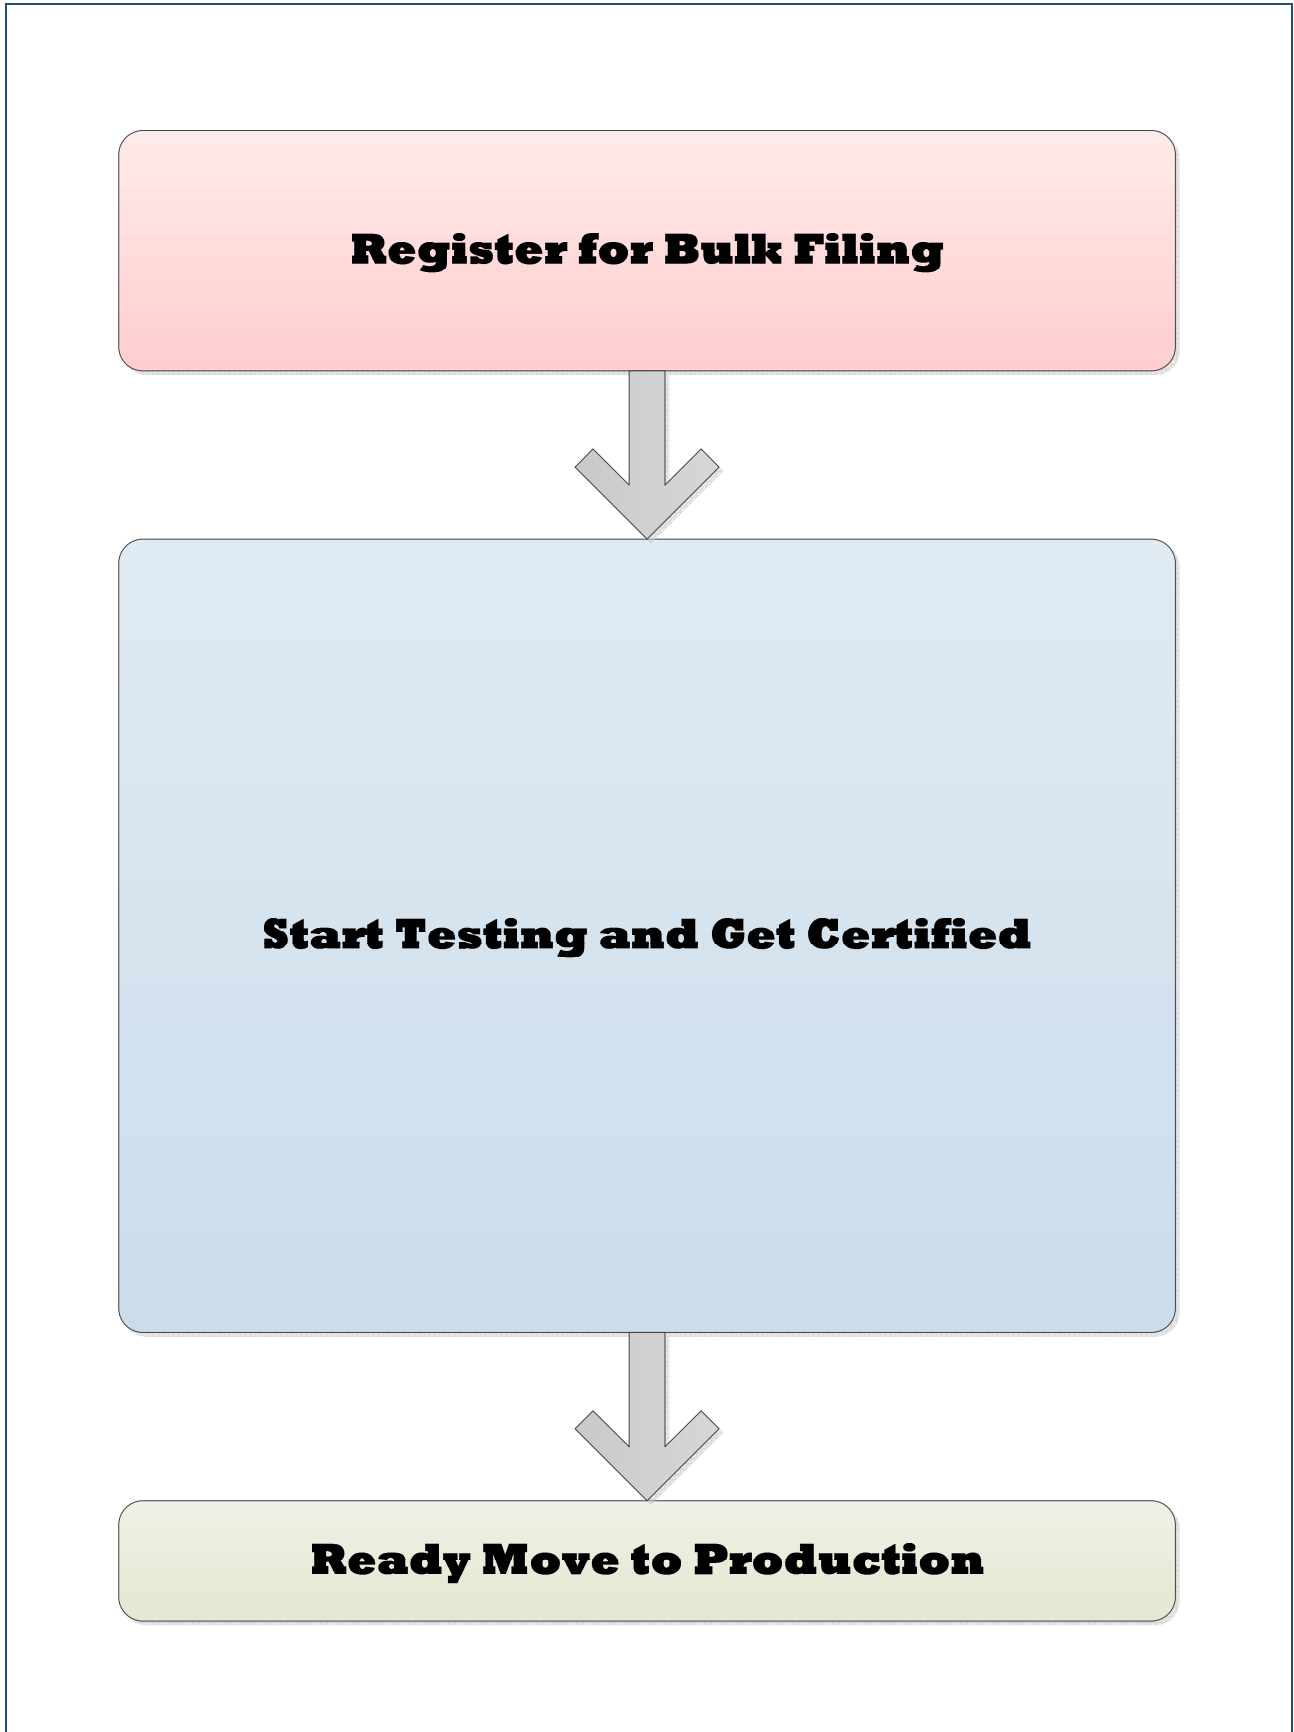 Register for Bulk Filing
Start Testing and Get Certified
Ready Move to Production